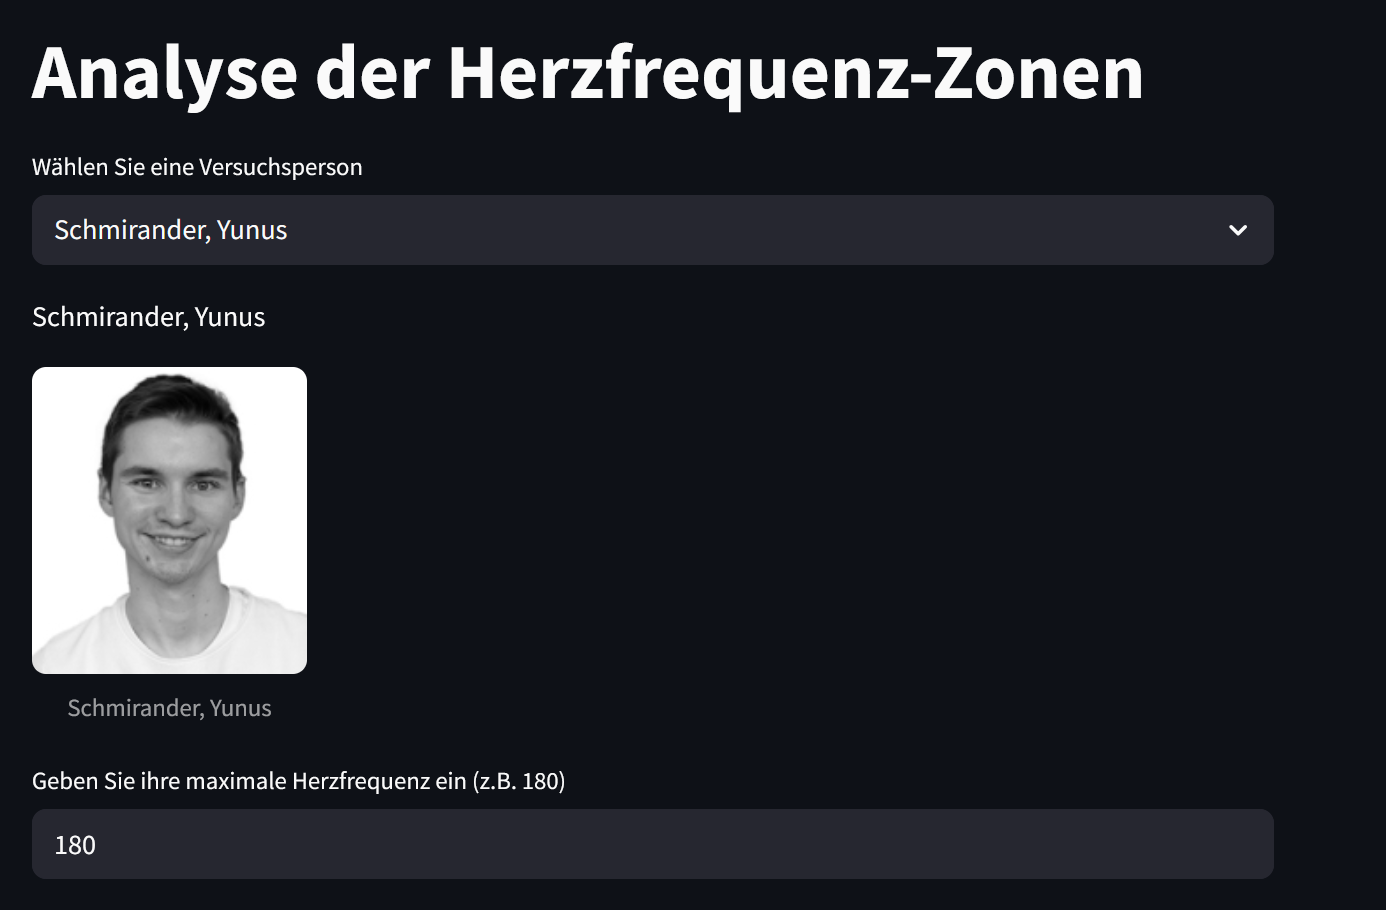 Analyse der Herzfrequenz-Zonen
Wählen Sie eine Versuchsperson
Schmirander, Yunus
Schmirander, Yunus
Schmirander, Yunus
Geben Sie ihre maximale Herzfrequenz ein (z.B. 180)
180